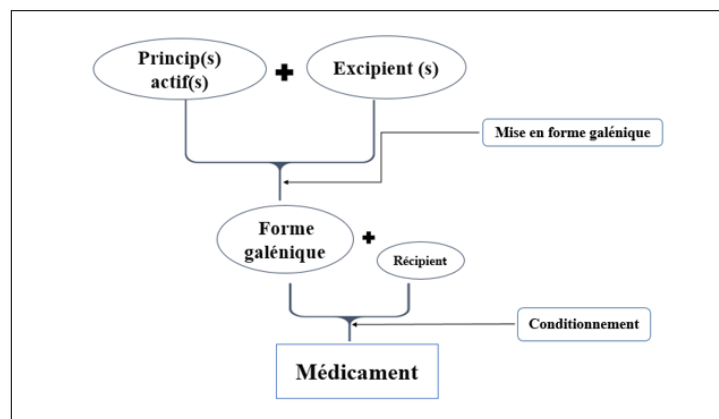 Princip(s)
actif(s)
Excipient (s)
Mise en forme galénique
Forme
galénique
Récipient
Conditionnement
Médicament